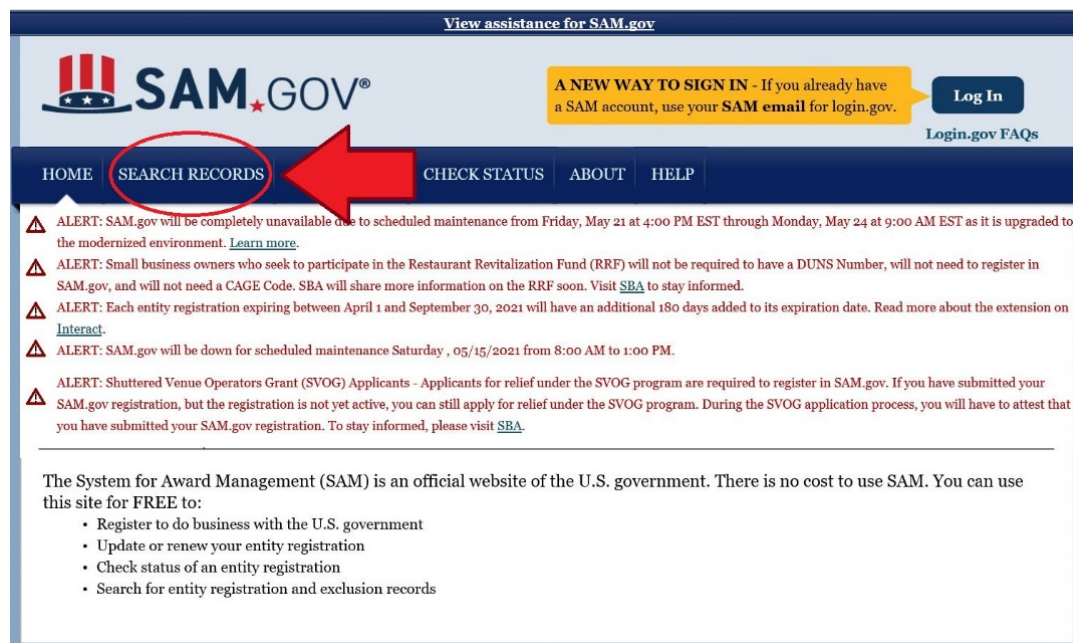 View assistance for SAM.gov
SAM.GOV®
A NEW WAY TO SIGN IN - If you already have
a SAM account, use your SAM email for login.gov.
Log In
Login.gov FAQs
HOME
SEARCH RECORDS
CHECK STATUS
ABOUT
HELP
ALERT: SAM.gov will be completely unavailable due to scheduled maintenance from Friday, May 21 at 4:00 PM EST through Monday, May 24 at 9:00 AM EST as it is upgraded to
the modernized environment. Learn more.
ALERT: Small business owners who seek to participate in the Restaurant Revitalization Fund (RRF) will not be required to have a DUNS Number, will not need to register in
SAM.gov, and will not need a CAGE Code. SBA will share more information on the RRF soon. Visit SBA to stay informed.
ALERT: Each entity registration expiring between April 1 and September 30, 2021 will have an additional 180 days added to its expiration date. Read more about the extension on
Interact.
ALERT: SAM.gov will be down for scheduled maintenance Saturday , 05/15/2021 from 8:00 AM to 1:00 PM.
ALERT: Shuttered Venue Operators Grant (SVOG) Applicants - Applicants for relief under the SVOG program are required to register in SAM.gov. If you have submitted your
SAM.gov registration, but the registration is not yet active, you can still apply for relief under the SVOG program. During the SVOG application process, you will have to attest that
you have submitted your SAM.gov registration. To stay informed, please visit SBA.
The System for Award Management (SAM) is an official website of the U.S. government. There is no cost to use SAM. You can use
this site for FREE to:
• Register to do business with the U.S. government
• Update or renew your entity registration
• Check status of an entity registration
• Search for entity registration and exclusion records